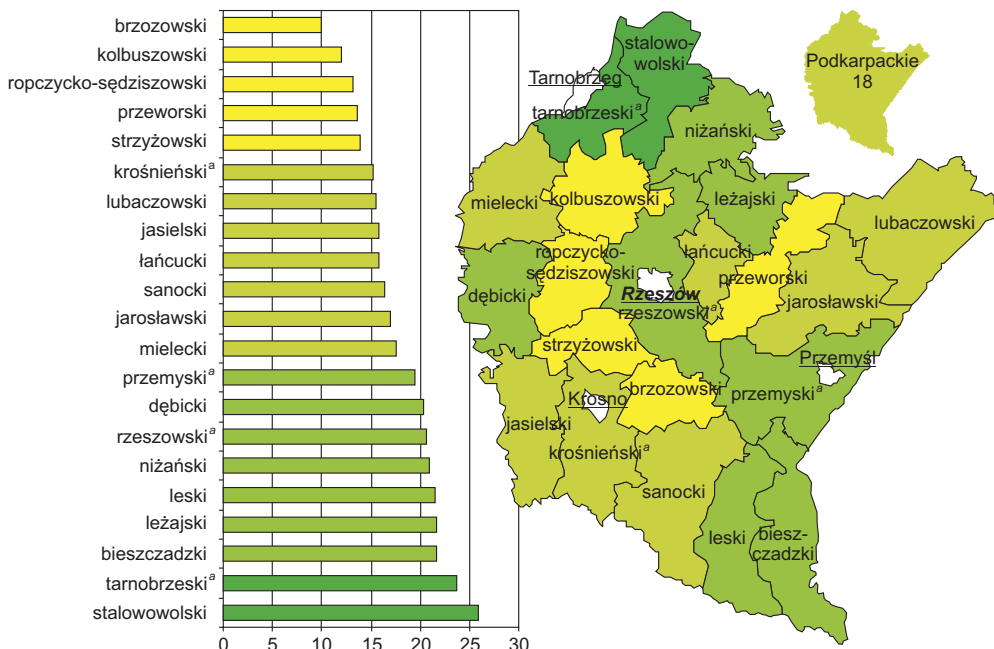 brzozowski
kolbuszowski
ropczycko-sędziszowski
przeworski
strzyżowski
krośnieński a
lubaczowski
jasielski
łańcucki
sanocki
jarosławski
mielecki
przemyski a
dębicki
rzeszowski a
niżański
leski
leżajski
bieszczadzki
tarnobrzeski a
stalowowolski
0 5 10 15 20 25 30
stalowo-
wolski
Tarnobrzeg
tarnobrzeski a
niżański
mielecki
kolbuszowski
leżajski
lubaczowski
ropczycko-
sędziszowski
łańcucki
przeworski
jarosławski
dębicki
Rzeszów
rzeszowski a
strzyżowski
Przemyśl
przemyski a
brzozowski
Krosno
jasielski
krośnieński a
sanocki
leski
biesz-
czadzki
Podkarpackie
18